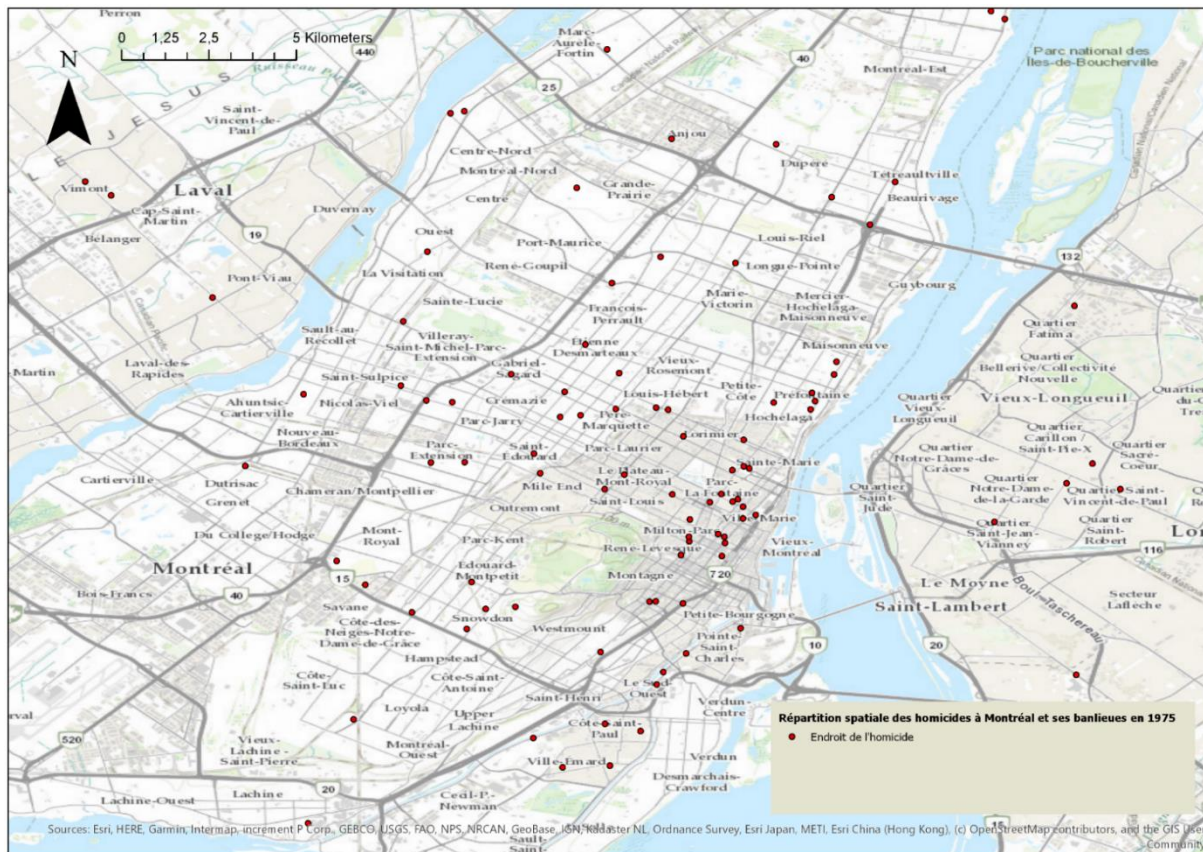 Perron
0 1,25 2,5 5 Kilometers
440
Marc-
Aurele-
Fortin
Parc national des
Îles-de-Boucherville
N
40
Montréal-Est
25
Saint-
Vincent-de-
Paul
Anjou
Centre-Nord
Montréal-Nord
Dupere
Tétreaultville
Vimont
Laval
Grande-
Prairie
Centre
Beaurivage
Cap-Saint-
Martin
Duvernay
Bélanger
19
Ouest
Port-Maurice
Louis-Riel
132
La Visitation
René-Goupil
Longue-Pointe
Pont-Viau
Guybourg
Sainte-Lucie
Marie-
Victorin
Mercier-
Hochelaga-
Maisonneuve
François-
Perrault
Quartier
Fatima
Sault-au-
Recollet
Villeray-
Saint-Michel-Parc-
Extension
Étienne
Desmarteaux
Maisonneuve
Laval-des-
Rapides
Martin
Gabriel-
Sagard
Vieux-
Rosemont
Quartier
Bellerive/Collectivité
Nouvelle
Saint-Sulpice
Petite-
Côte
Préfontaine
Quartier
Vieux-
Longueuil
Vieux-Longueuil
Ahuntsic-
Cartierville
Nicolas-Viel
Crémazie
Louis-Hébert
Hochelaga
Père-
Marquette
Parc-Jarry
Nouveau-
Bordeaux
Lorimier
Quartier
Carillon /
Saint-Pie-X
Parc-
Extension
Saint-
Edouard
Parc-Laurier
Quartier
Notre-Dame-de-
Grâces
Quartier
Sacré-
Coeur
Cartierville
Dutrisac
Chameran/Montpellier
Le Plateau-
Mont-Royal
Sainte-Marie
Grenet
Mile End
Saint-Louis
Parc-
La Fontaine
Quartier
Saint-
Jude
Quartier
Notre-Dame-
de-la-Garde
Quartier Saint-
Vincent-de-Paul
Outremont
Ville-Marie
Du College/Hodge
Mont-
Royal
Parc-Kent
Milton-Parc
Vieux-
Montréal
Quartier
Saint-Jean-
Vianney
Quartier
Saint-
Robert
René-Lévesque
116
Montréal
15
Édouard-
Montpetit
Montagne
720
Bois-Francs
40
Le Moyne
Secteur
Laflèche
Saint-Lambert
Boul-Taschereau
Savane
Côte-des-
Neiges-Notre-
Dame-de-Grâce
Snowdon
Westmount
Petite-Bourgogne
Pointe-
Saint-
Charles
10
20
Hampstead
Côte-
Saint-Luc
Côte-Saint-
Antoine
Saint-Henri
Le Sud-
Ouest
Verdun-
Centre
Loyola
Upper
Lachine
520
Vieux-
Lachine -
Saint-Pierre
Montréal-
Ouest
Côte-Saint-
Paul
Ville-Emard
Verdun
Desmarchais-
Crawford
20
Lachine-Ouest
Lachine
Cecil-P.-
Newman
Répartition spatiale des homicides à Montréal et ses banlieues en 1975
Endroit de l'homicide
15
Sources: Esri, HERE, Garmin, Intermap, increment P Corp., GEBCO, USGS, FAO, NPS, NRCAN, GeoBase, IGN, Kadaster NL, Ordnance Survey, Esri Japan, METI, Esri China (Hong Kong), (c) OpenStreetMap contributors, and the GIS User
Community